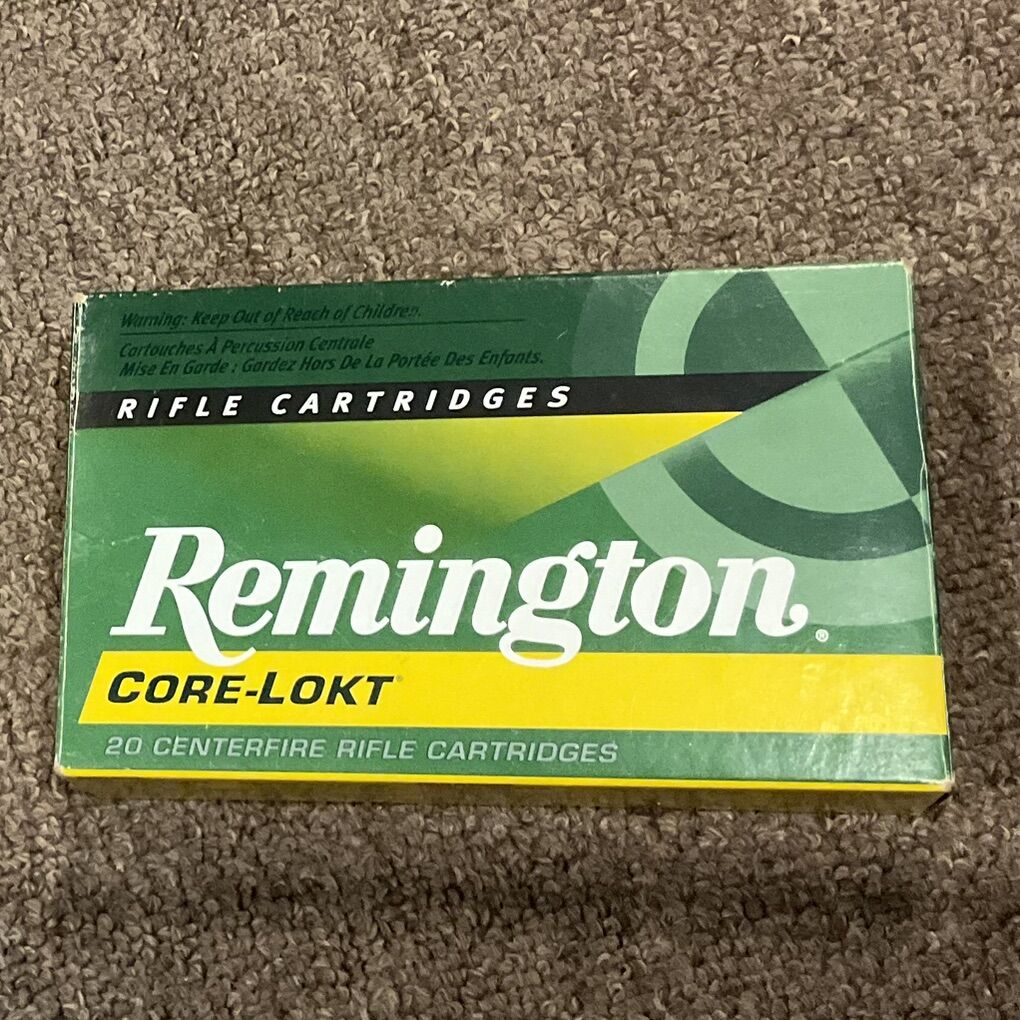 Warning: Keep Out of Reach of Children.
Cartouches À Percussion Centrale
Mise En Garde : Gardez Hors De La Portée Des Enfants.
RIFLE CARTRIDGES
Remington®
CORE-LOKT
20 CENTERFIRE RIFLE CARTRIDGES